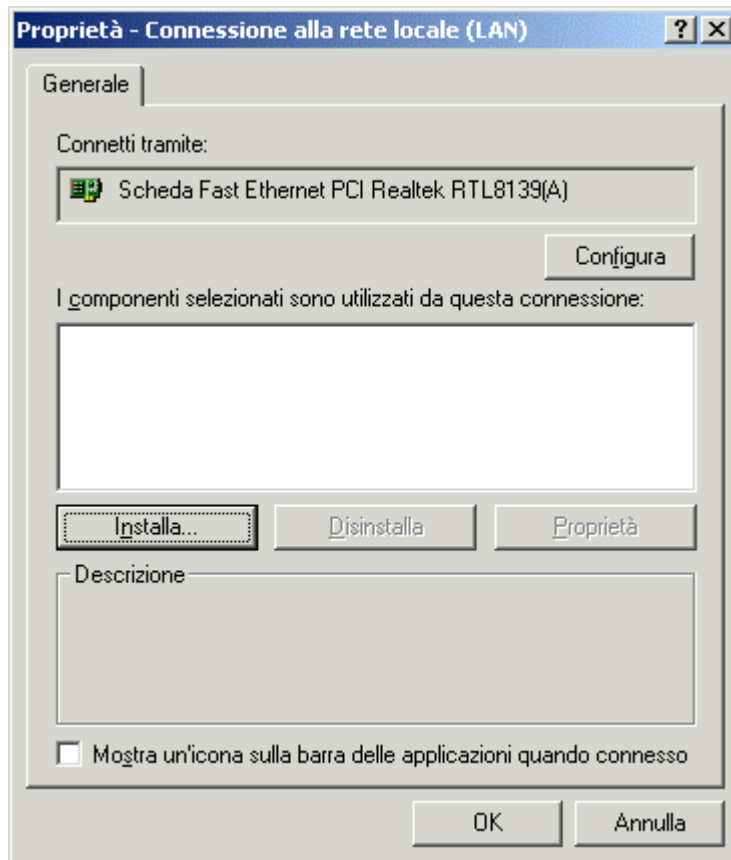 Proprietà - Connessione alla rete locale (LAN)
Generale
Connetti tramite:
Scheda Fast Ethernet PCI Realtek RTL8139(A)
Configura
I componenti selezionati sono utilizzati da questa connessione:
Installa...
Disinstalla
Proprietà
Descrizione
Mostra un'icona sulla barra delle applicazioni quando connesso
OK
Annulla